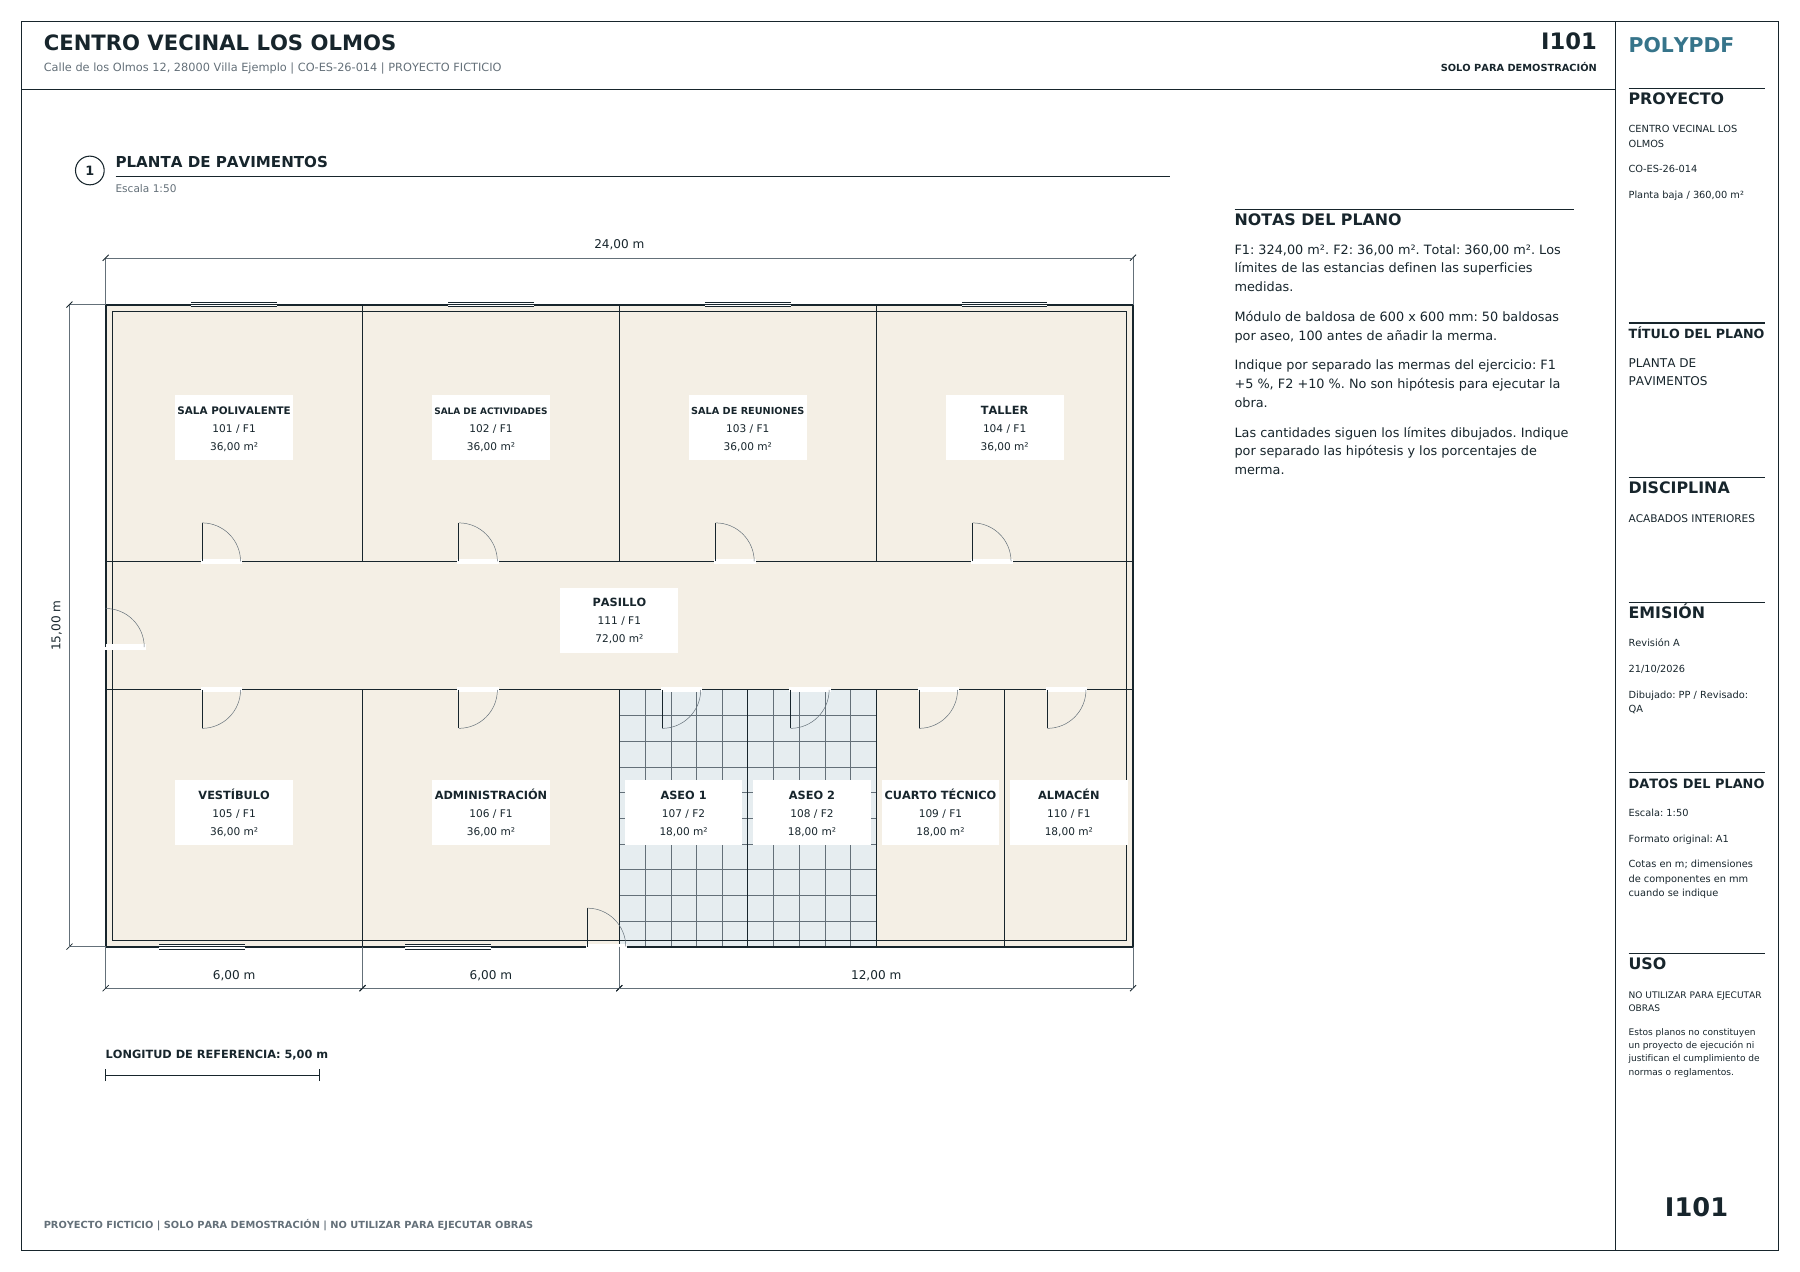 CENTRO VECINAL LOS OLMOS
Calle de los Olmos 12, 28000 Villa Ejemplo | CO-ES-26-014 | PROYECTO FICTICIO
I101
SOLO PARA DEMOSTRACIÓN
1
PLANTA DE PAVIMENTOS
Escala 1:50
24,00 m
15,00 m
SALA POLIVALENTE
101 / F1
36,00 m²
SALA DE ACTIVIDADES
102 / F1
36,00 m²
SALA DE REUNIONES
103 / F1
36,00 m²
TALLER
104 / F1
36,00 m²
PASILLO
111 / F1
72,00 m²
VESTÍBULO
105 / F1
36,00 m²
ADMINISTRACIÓN
106 / F1
36,00 m²
ASEO 1
107 / F2
18,00 m²
ASEO 2
108 / F2
18,00 m²
CUARTO TÉCNICO
109 / F1
18,00 m²
ALMACÉN
110 / F1
18,00 m²
6,00 m
6,00 m
12,00 m
LONGITUD DE REFERENCIA: 5,00 m
NOTAS DEL PLANO
F1: 324,00 m². F2: 36,00 m². Total: 360,00 m². Los
límites de las estancias definen las superficies
medidas.
Módulo de baldosa de 600 x 600 mm: 50 baldosas
por aseo, 100 antes de añadir la merma.
Indique por separado las mermas del ejercicio: F1
+5 %, F2 +10 %. No son hipótesis para ejecutar la
obra.
Las cantidades siguen los límites dibujados. Indique
por separado las hipótesis y los porcentajes de
merma.
POLYPDF
PROYECTO
CENTRO VECINAL LOS
OLMOS
CO-ES-26-014
Planta baja / 360,00 m²
TÍTULO DEL PLANO
PLANTA DE
PAVIMENTOS
DISCIPLINA
ACABADOS INTERIORES
EMISIÓN
Revisión A
21/10/2026
Dibujado: PP / Revisado:
QA
DATOS DEL PLANO
Escala: 1:50
Formato original: A1
Cotas en m; dimensiones
de componentes en mm
cuando se indique
USO
NO UTILIZAR PARA EJECUTAR
OBRAS
Estos planos no constituyen
un proyecto de ejecución ni
justifican el cumplimiento de
normas o reglamentos.
I101
PROYECTO FICTICIO | SOLO PARA DEMOSTRACIÓN | NO UTILIZAR PARA EJECUTAR OBRAS